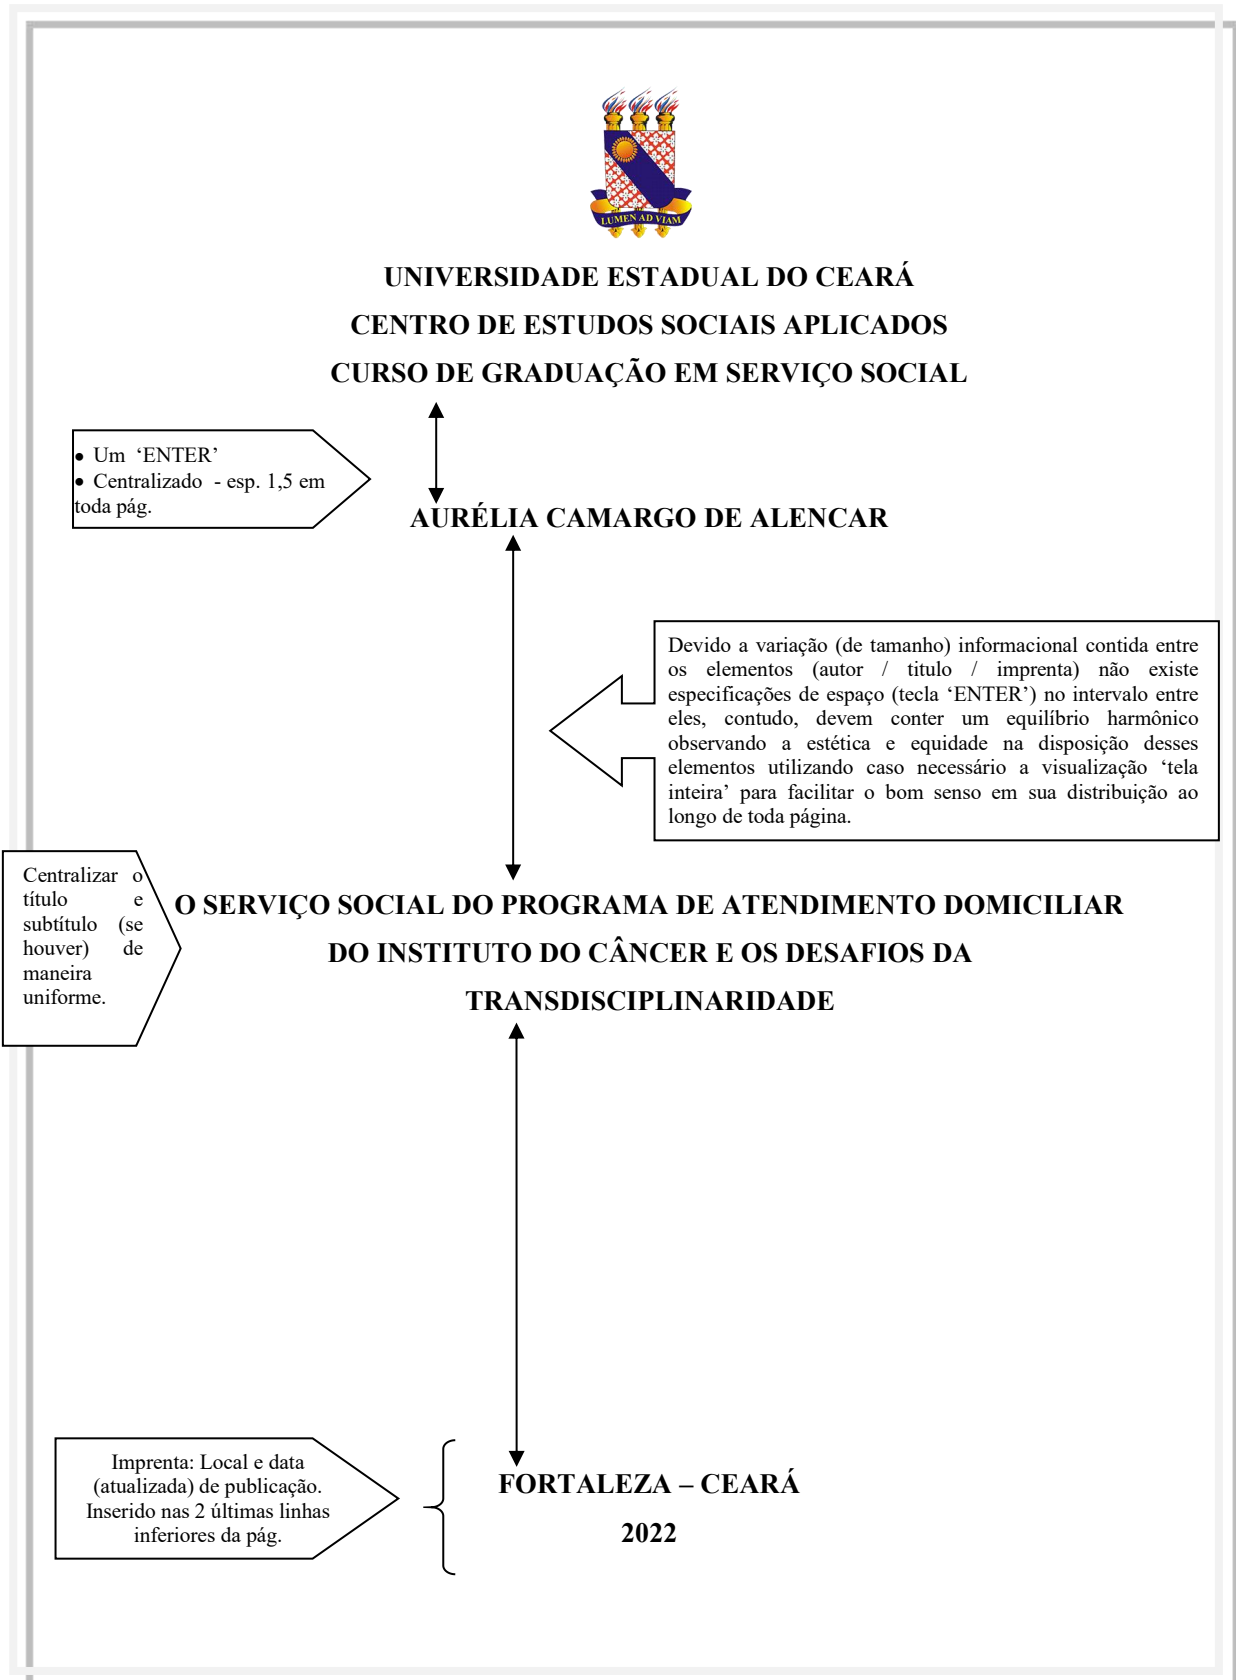 LUMEN AD VIAM
UNIVERSIDADE ESTADUAL DO CEARÁ
CENTRO DE ESTUDOS SOCIAIS APLICADOS
CURSO DE GRADUAÇÃO EM SERVIÇO SOCIAL
• Um ‘ENTER’
• Centralizado - esp. 1,5 em
toda pág.
AURÉLIA CAMARGO DE ALENCAR
Devido a variação (de tamanho) informacional contida entre
os elementos (autor / titulo / imprenta) não existe
especificações de espaço (tecla ‘ENTER’) no intervalo entre
eles, contudo, devem conter um equilíbrio harmônico
observando a estética e equidade na disposição desses
elementos utilizando caso necessário a visualização ‘tela
inteira’ para facilitar o bom senso em sua distribuição ao
longo de toda página.
Centralizar o
título e
subtítulo (se
houver) de
maneira
uniforme.
O SERVIÇO SOCIAL DO PROGRAMA DE ATENDIMENTO DOMICILIAR
DO INSTITUTO DO CÂNCER E OS DESAFIOS DA
TRANSDISCIPLINARIDADE
Imprenta: Local e data
(atualizada) de publicação.
Inserido nas 2 últimas linhas
inferiores da pág.
FORTALEZA – CEARÁ
2022